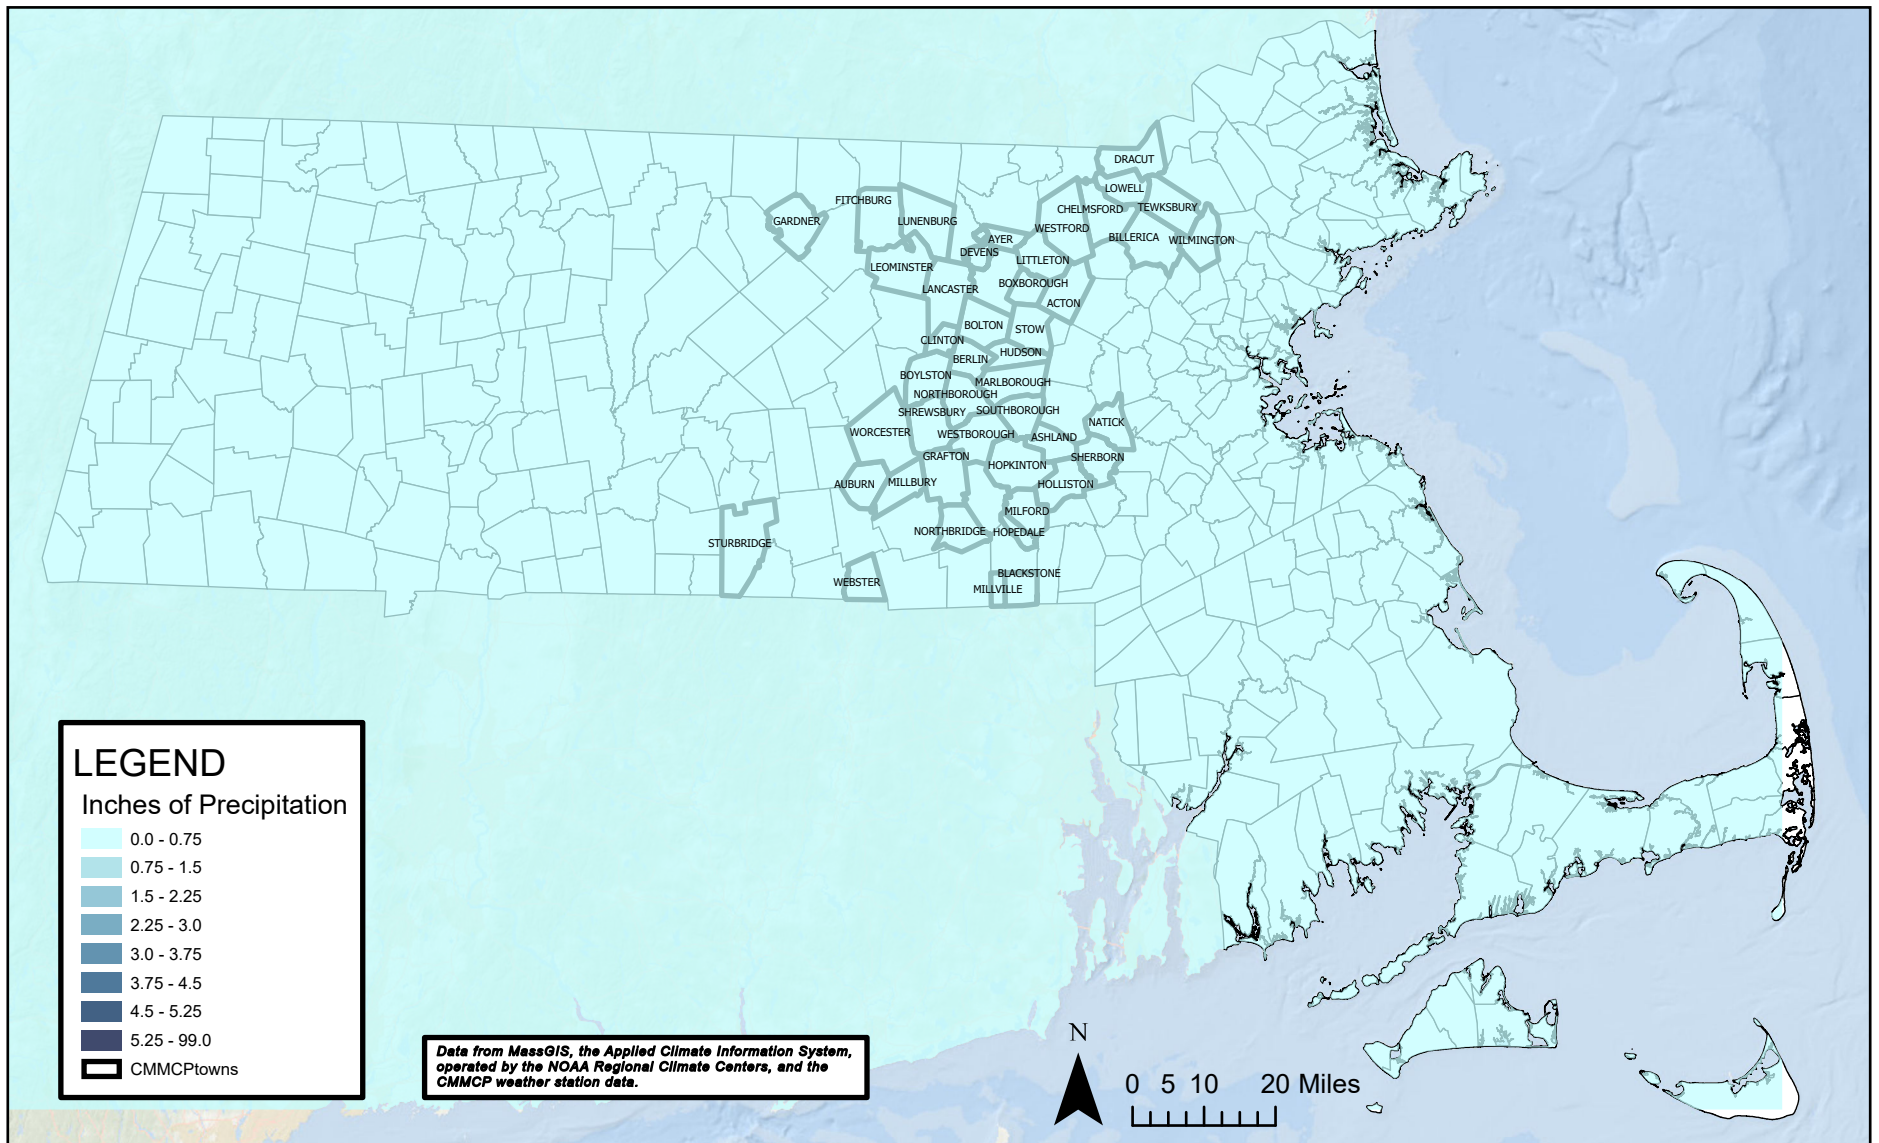 DRACUT
LOWELL
FITCHBURG
CHELMSFORD
TEWKSBURY
GARDNER
LUNENBURG
WESTFORD
AYER
BILLERICA
WILMINGTON
DEVENS
LITTLETON
LEOMINSTER
LANCASTER
BOXBOROUGH
ACTON
BOLTON
STOW
CLINTON
HUDSON
BERLIN
BOYLSTON
MARLBOROUGH
NORTHBOROUGH
SHREWSBURY
SOUTHBOROUGH
NATICK
WORCESTER
WESTBOROUGH
ASHLAND
GRAFTON
SHERBORN
HOPKINTON
AUBURN
MILLBURY
HOLLISTON
MILFORD
NORTHBRIDGE
HOPEDALE
STURBRIDGE
BLACKSTONE
WEBSTER
MILLVILLE
LEGEND
Inches of Precipitation
0.0 - 0.75
0.75 - 1.5
1.5 - 2.25
2.25 - 3.0
3.0 - 3.75
3.75 - 4.5
4.5 - 5.25
5.25 - 99.0
CMMCPtowns
Data from MassGIS, the Applied Climate Information System,
operated by the NOAA Regional Climate Centers, and the
CMMCP weather station data.
N
0 5 10 20 Miles